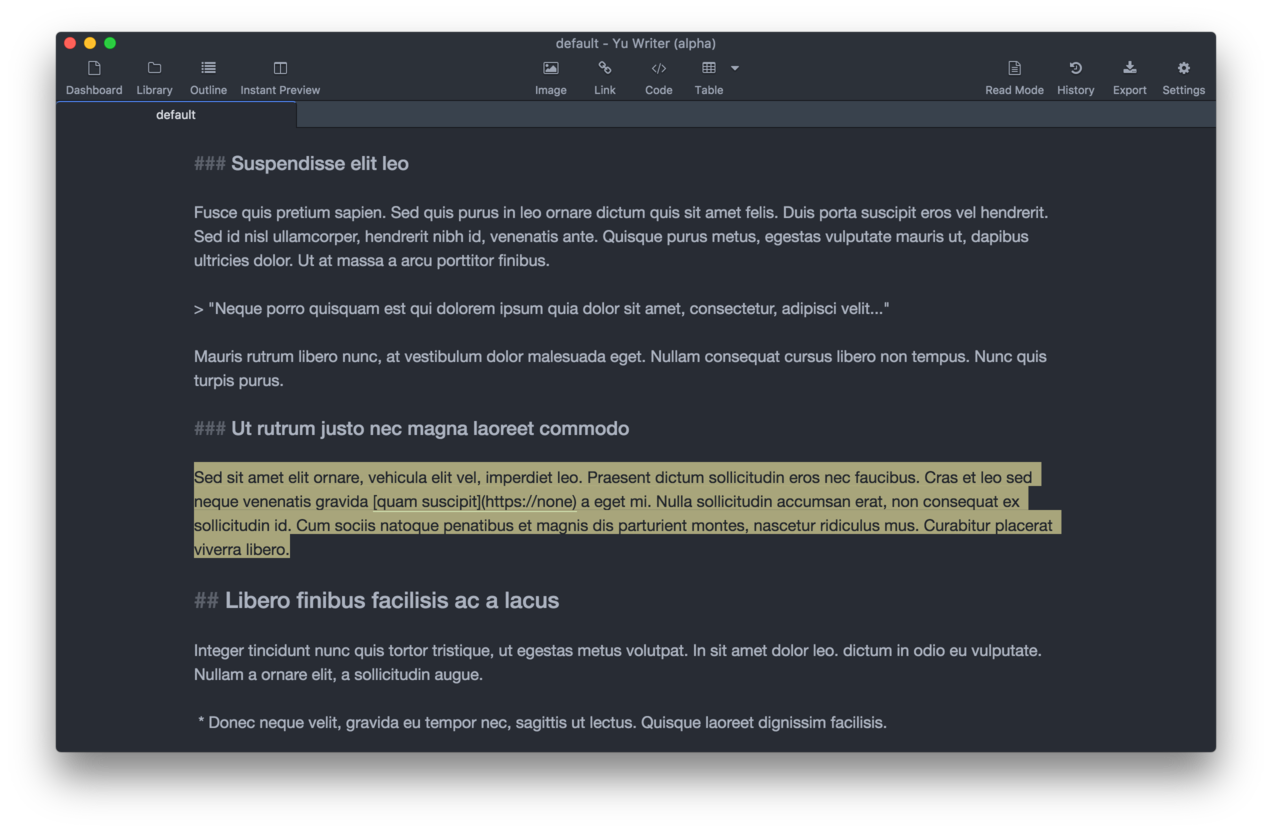 default - Yu Writer (alpha)
Dashboard Library Outline Instant Preview Image Link Code Table Read Mode History Export Settings
default
### Suspendisse elit leo
Fusce quis pretium sapien. Sed quis purus in leo ornare dictum quis sit amet felis. Duis porta suscipit eros vel hendrerit.
Sed id nisl ullamcorper, hendrerit nibh id, venenatis ante. Quisque purus metus, egestas vulputate mauris ut, dapibus
ultricies dolor. Ut at massa a arcu porttitor finibus.
> "Neque porro quisquam est qui dolorem ipsum quia dolor sit amet, consectetur, adipisci velit..."
Mauris rutrum libero nunc, at vestibulum dolor malesuada eget. Nullam consequat cursus libero non tempus. Nunc quis
turpis purus.
### Ut rutrum justo nec magna laoreet commodo
Sed sit amet elit ornare, vehicula elit vel, imperdiet leo. Praesent dictum sollicitudin eros nec faucibus. Cras et leo sed
neque venenatis gravida [quam suscipit](https://none) a eget mi. Nulla sollicitudin accumsan erat, non consequat ex
sollicitudin id. Cum sociis natoque penatibus et magnis dis parturient montes, nascetur ridiculus mus. Curabitur placerat
viverra libero.
## Libero finibus facilisis ac a lacus
Integer tincidunt nunc quis tortor tristique, ut egestas metus volutpat. In sit amet dolor leo. dictum in odio eu vulputate.
Nullam a ornare elit, a sollicitudin augue.
* Donec neque velit, gravida eu tempor nec, sagittis ut lectus. Quisque laoreet dignissim facilisis.